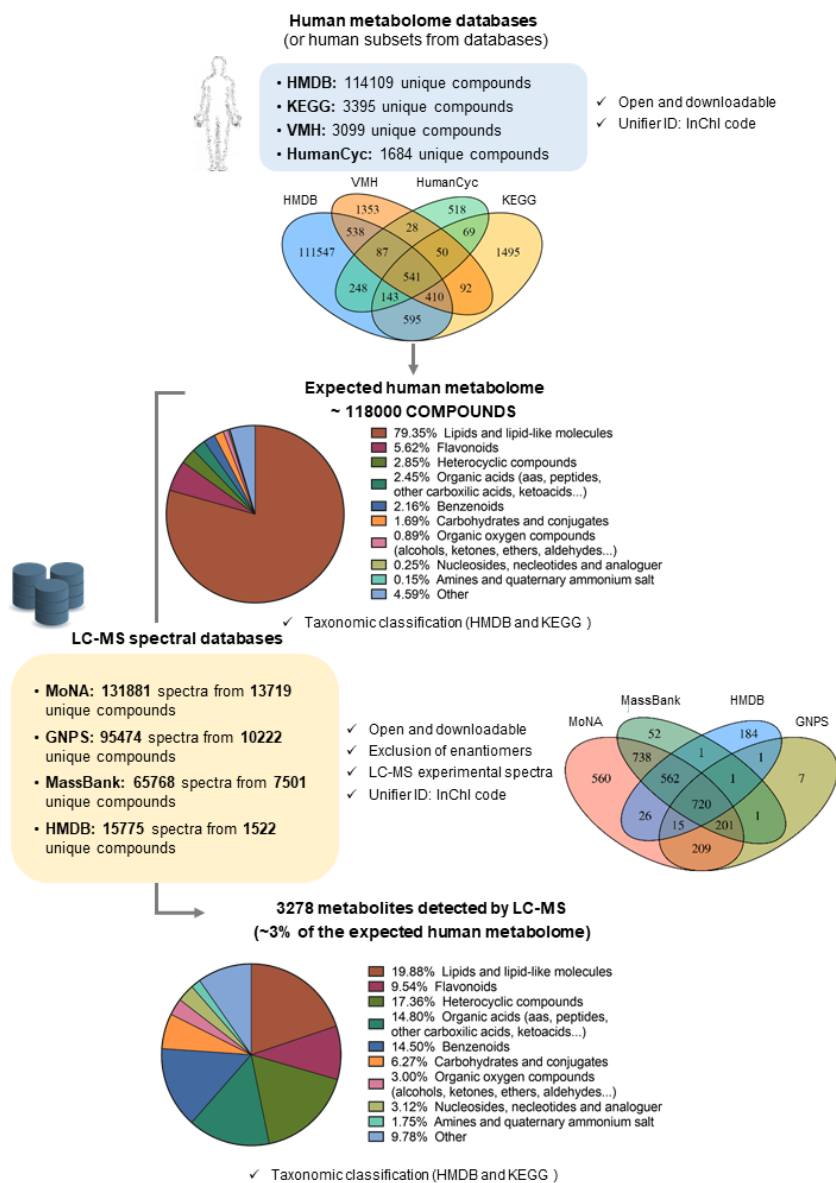 Human metabolome databases
(or human subsets from databases)
• HMDB: 114109 unique compounds
• KEGG: 3395 unique compounds
• VMH: 3099 unique compounds
• HumanCyc: 1684 unique compounds
✓ Open and downloadable
✓ Unifier ID: InChI code
VMH HumanCyc
HMDB KEGG
1353 518
538 28 69
111547 87 50 1495
541
248 143 410 92
595
Expected human metabolome
~ 118000 COMPOUNDS
79.35% Lipids and lipid-like molecules
5.62% Flavonoids
2.85% Heterocyclic compounds
2.45% Organic acids (aas, peptides,
other carboxilic acids, ketoacids...)
2.16% Benzenoids
1.69% Carbohydrates and conjugates
0.89% Organic oxygen compounds
(alcohols, ketones, ethers, aldehydes...)
0.25% Nucleosides, necleotides and analoguer
0.15% Amines and quaternary ammonium salt
4.59% Other
✓ Taxonomic classification (HMDB and KEGG )
LC-MS spectral databases
• MoNA: 131881 spectra from 13719
unique compounds
• GNPS: 95474 spectra from 10222
unique compounds
• MassBank: 65768 spectra from 7501
unique compounds
• HMDB: 15775 spectra from 1522
unique compounds
✓ Open and downloadable
✓ Exclusion of enantiomers
✓ LC-MS experimental spectra
✓ Unifier ID: InChI code
MassBank HMDB
MoNA GNPS
52 184
738 1 1
560 562 1 7
720
26 15 201 1
209
3278 metabolites detected by LC-MS
(~3% of the expected human metabolome)
19.88% Lipids and lipid-like molecules
9.54% Flavonoids
17.36% Heterocyclic compounds
14.80% Organic acids (aas, peptides,
other carboxilic acids, ketoacids...)
14.50% Benzenoids
6.27% Carbohydrates and conjugates
3.00% Organic oxygen compounds
(alcohols, ketones, ethers, aldehydes...)
3.12% Nucleosides, necleotides and analoguer
1.75% Amines and quaternary ammonium salt
9.78% Other
✓ Taxonomic classification (HMDB and KEGG )